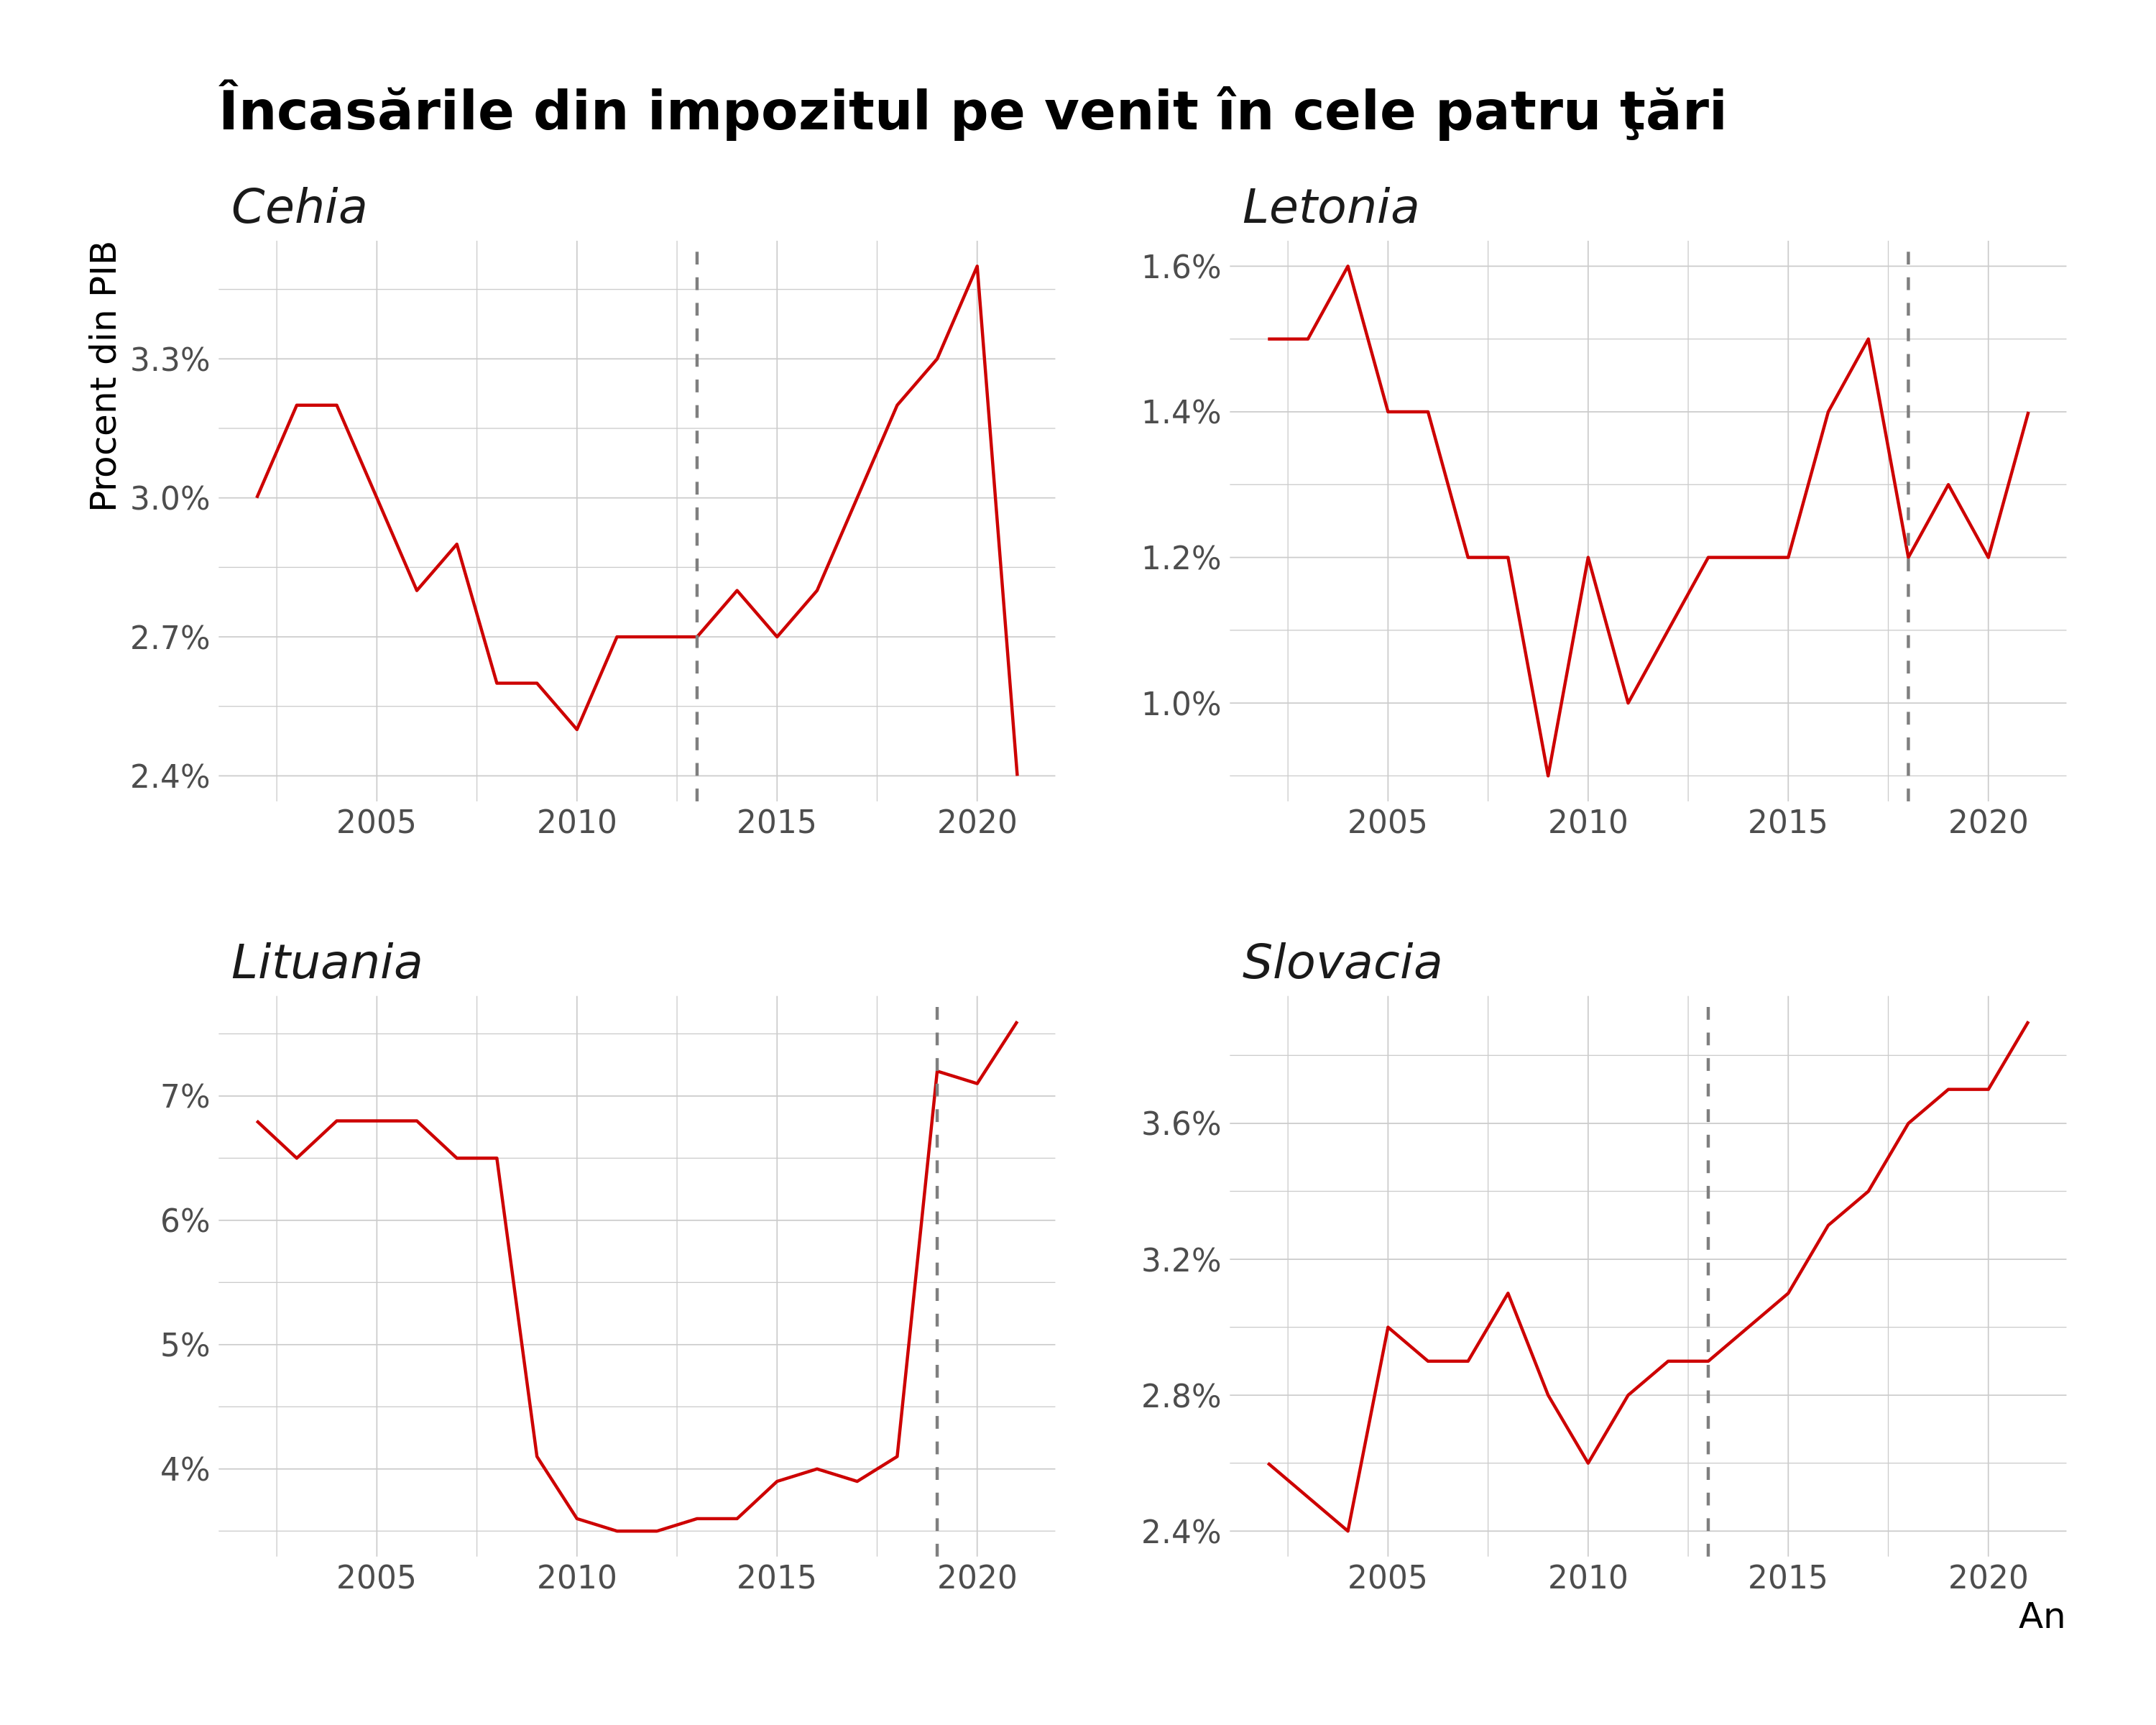 Încasările din impozitul pe venit în cele patru ţări
Cehia
Procent din PIB
3.3%
3.0%
2.7%
2.4%
2005 2010 2015 2020
Letonia
1.6%
1.4%
1.2%
1.0%
2005 2010 2015 2020
Lituania
7%
6%
5%
4%
2005 2010 2015 2020
Slovacia
3.6%
3.2%
2.8%
2.4%
2005 2010 2015 2020
An